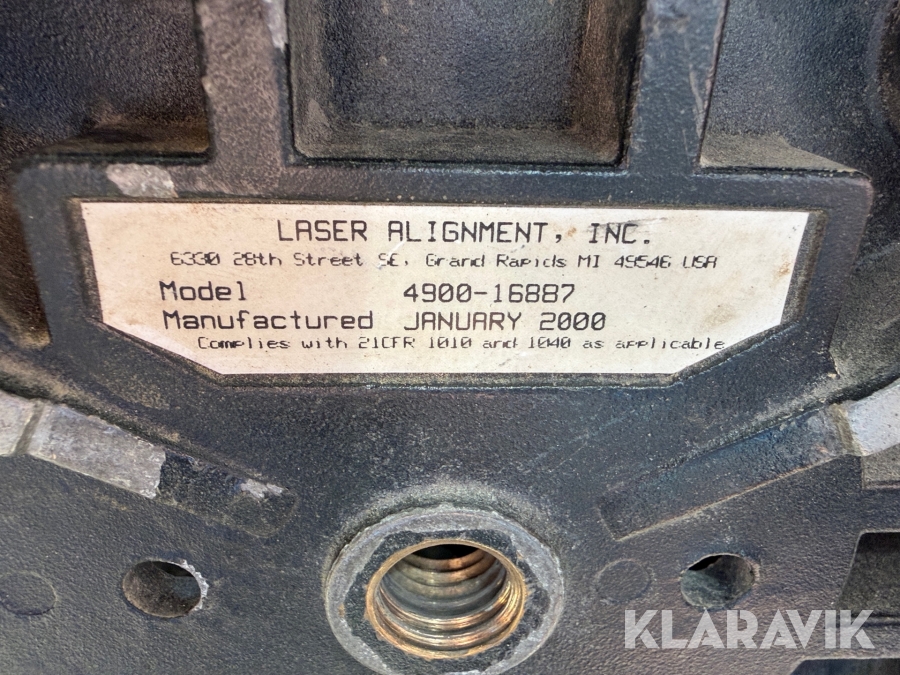 LASER ALIGNMENT, INC.
6330 28th Street SE, Grand Rapids MI 49546 USA
Model 4900-16887
Manufactured JANUARY 2000
Complies with 21CFR 1010 and 1040 as applicable
KLARAVIK